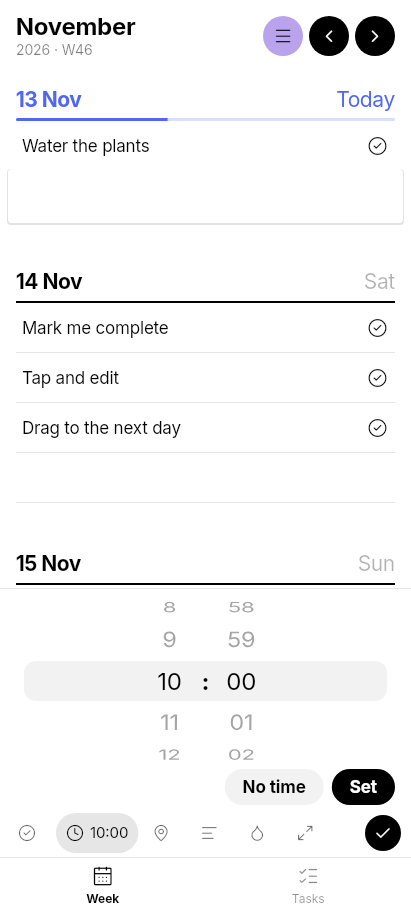 November
2026 · W46
13 Nov Today
Water the plants
14 Nov Sat
Mark me complete
Tap and edit
Drag to the next day
15 Nov Sun
8 58
9 59
10 : 00
11 01
12 02
No time Set
10:00
Week Tasks